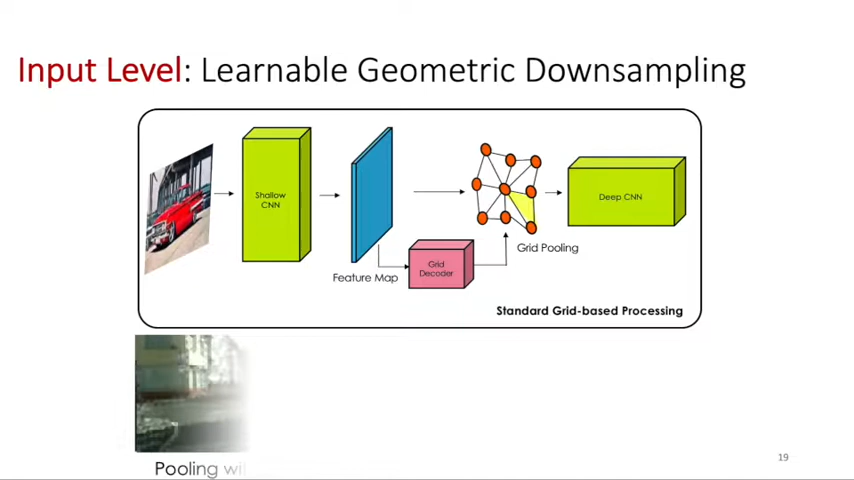 Input Level: Learnable Geometric Downsampling
Shallow
CNN
Deep CNN
Grid
Decoder
Grid Pooling
Feature Map
Standard Grid-based Processing
Pooling wi
19